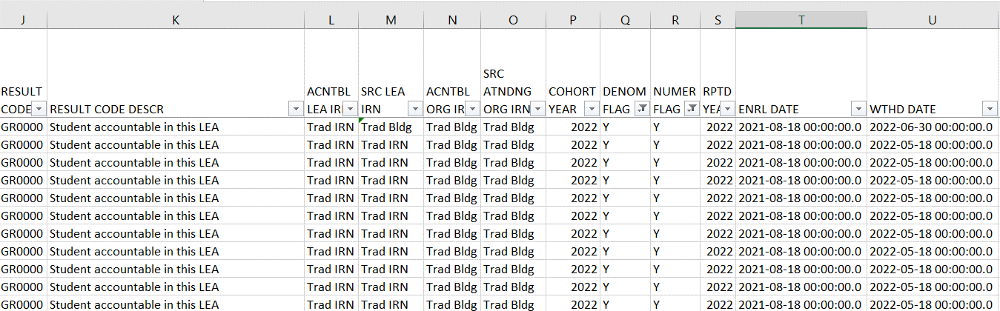 J K L M N O P Q R S T U
SRC
RESULT ACNTBL SRC LEA ACNTBL ATNDNG COHORT DENOM NUMER RPTD
CODE RESULT CODE DESCR LEA IRN IRN ORG IR ORG IRN YEAR FLAG FLAG YEA ENRL DATE WTHD DATE
GR0000 Student accountable in this LEA Trad IRN Trad Bldg Trad Bldg Trad Bldg 2022 Y Y 2022 2021-08-18 00:00:00.0 2022-06-30 00:00:00.0
GR0000 Student accountable in this LEA Trad IRN Trad IRN Trad Bldg Trad Bldg 2022 Y Y 2022 2021-08-18 00:00:00.0 2022-05-18 00:00:00.0
GR0000 Student accountable in this LEA Trad IRN Trad IRN Trad Bldg Trad Bldg 2022 Y Y 2022 2021-08-18 00:00:00.0 2022-05-18 00:00:00.0
GR0000 Student accountable in this LEA Trad IRN Trad IRN Trad Bldg Trad Bldg 2022 Y Y 2022 2021-08-18 00:00:00.0 2022-05-18 00:00:00.0
GR0000 Student accountable in this LEA Trad IRN Trad IRN Trad Bldg Trad Bldg 2022 Y Y 2022 2021-08-18 00:00:00.0 2022-05-18 00:00:00.0
GR0000 Student accountable in this LEA Trad IRN Trad IRN Trad Bldg Trad Bldg 2022 Y Y 2022 2021-08-18 00:00:00.0 2022-05-18 00:00:00.0
GR0000 Student accountable in this LEA Trad IRN Trad IRN Trad Bldg Trad Bldg 2022 Y Y 2022 2021-08-18 00:00:00.0 2022-05-18 00:00:00.0
GR0000 Student accountable in this LEA Trad IRN Trad IRN Trad Bldg Trad Bldg 2022 Y Y 2022 2021-08-18 00:00:00.0 2022-05-18 00:00:00.0
GR0000 Student accountable in this LEA Trad IRN Trad IRN Trad Bldg Trad Bldg 2022 Y Y 2022 2021-08-18 00:00:00.0 2022-05-18 00:00:00.0
GR0000 Student accountable in this LEA Trad IRN Trad IRN Trad Bldg Trad Bldg 2022 Y Y 2022 2021-08-18 00:00:00.0 2022-05-18 00:00:00.0
GR0000 Student accountable in this LEA Trad IRN Trad IRN Trad Bldg Trad Bldg 2022 Y Y 2022 2021-08-18 00:00:00.0 2022-05-18 00:00:00.0